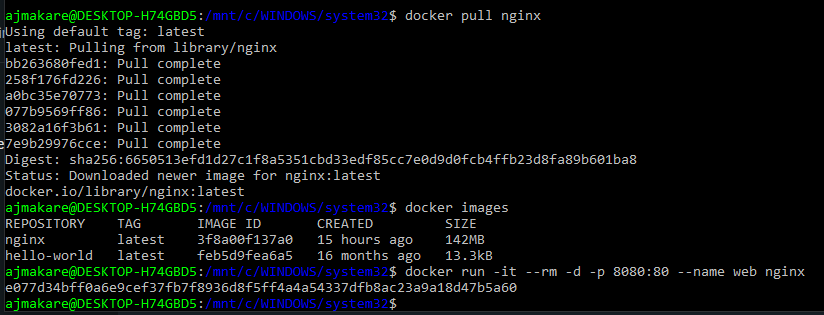 ajmakare@DESKTOP-H74GBD5:/mnt/c/WINDOWS/system32$ docker pull nginx
Using default tag: latest
latest: Pulling from library/nginx
bb263680fed1: Pull complete
258f176fd226: Pull complete
a0bc35e70773: Pull complete
077b9569ff86: Pull complete
3082a16f3b61: Pull complete
7e9b29976cce: Pull complete
Digest: sha256:6650513efd1d27c1f8a5351cbd33edf85cc7e0d9d0fcb4ffb23d8fa89b601ba8
Status: Downloaded newer image for nginx:latest
docker.io/library/nginx:latest
ajmakare@DESKTOP-H74GBD5:/mnt/c/WINDOWS/system32$ docker images
REPOSITORY TAG IMAGE ID CREATED SIZE
nginx latest 3f8a00f137a0 15 hours ago 142MB
hello-world latest feb5d9fea6a5 16 months ago 13.3kB
ajmakare@DESKTOP-H74GBD5:/mnt/c/WINDOWS/system32$ docker run -it --rm -d -p 8080:80 --name web nginx
e077d34bff0a6e9cef37fb7f8936d8f5ff4a4a54337dfb8ac23a9a18d47b5a60
ajmakare@DESKTOP-H74GBD5:/mnt/c/WINDOWS/system32$